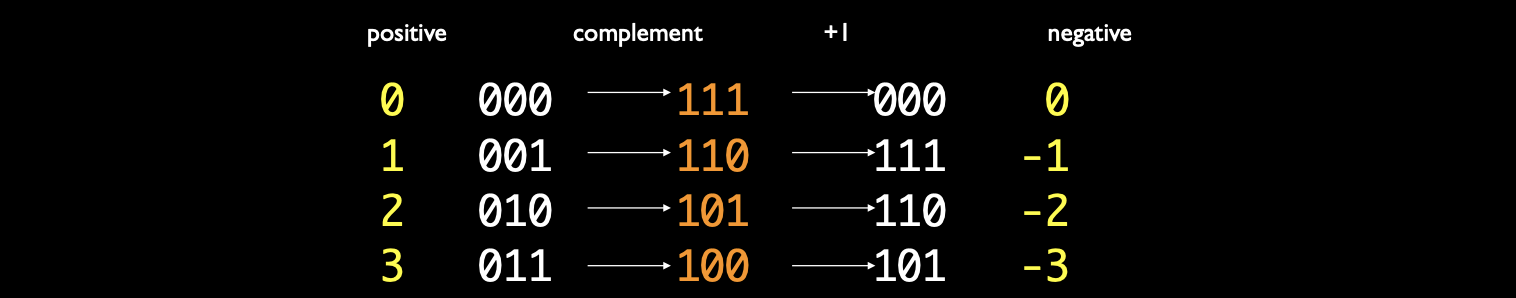 positive complement +1 negative
0 000 111 000 0
1 001 110 111 -1
2 010 101 110 -2
3 011 100 101 -3